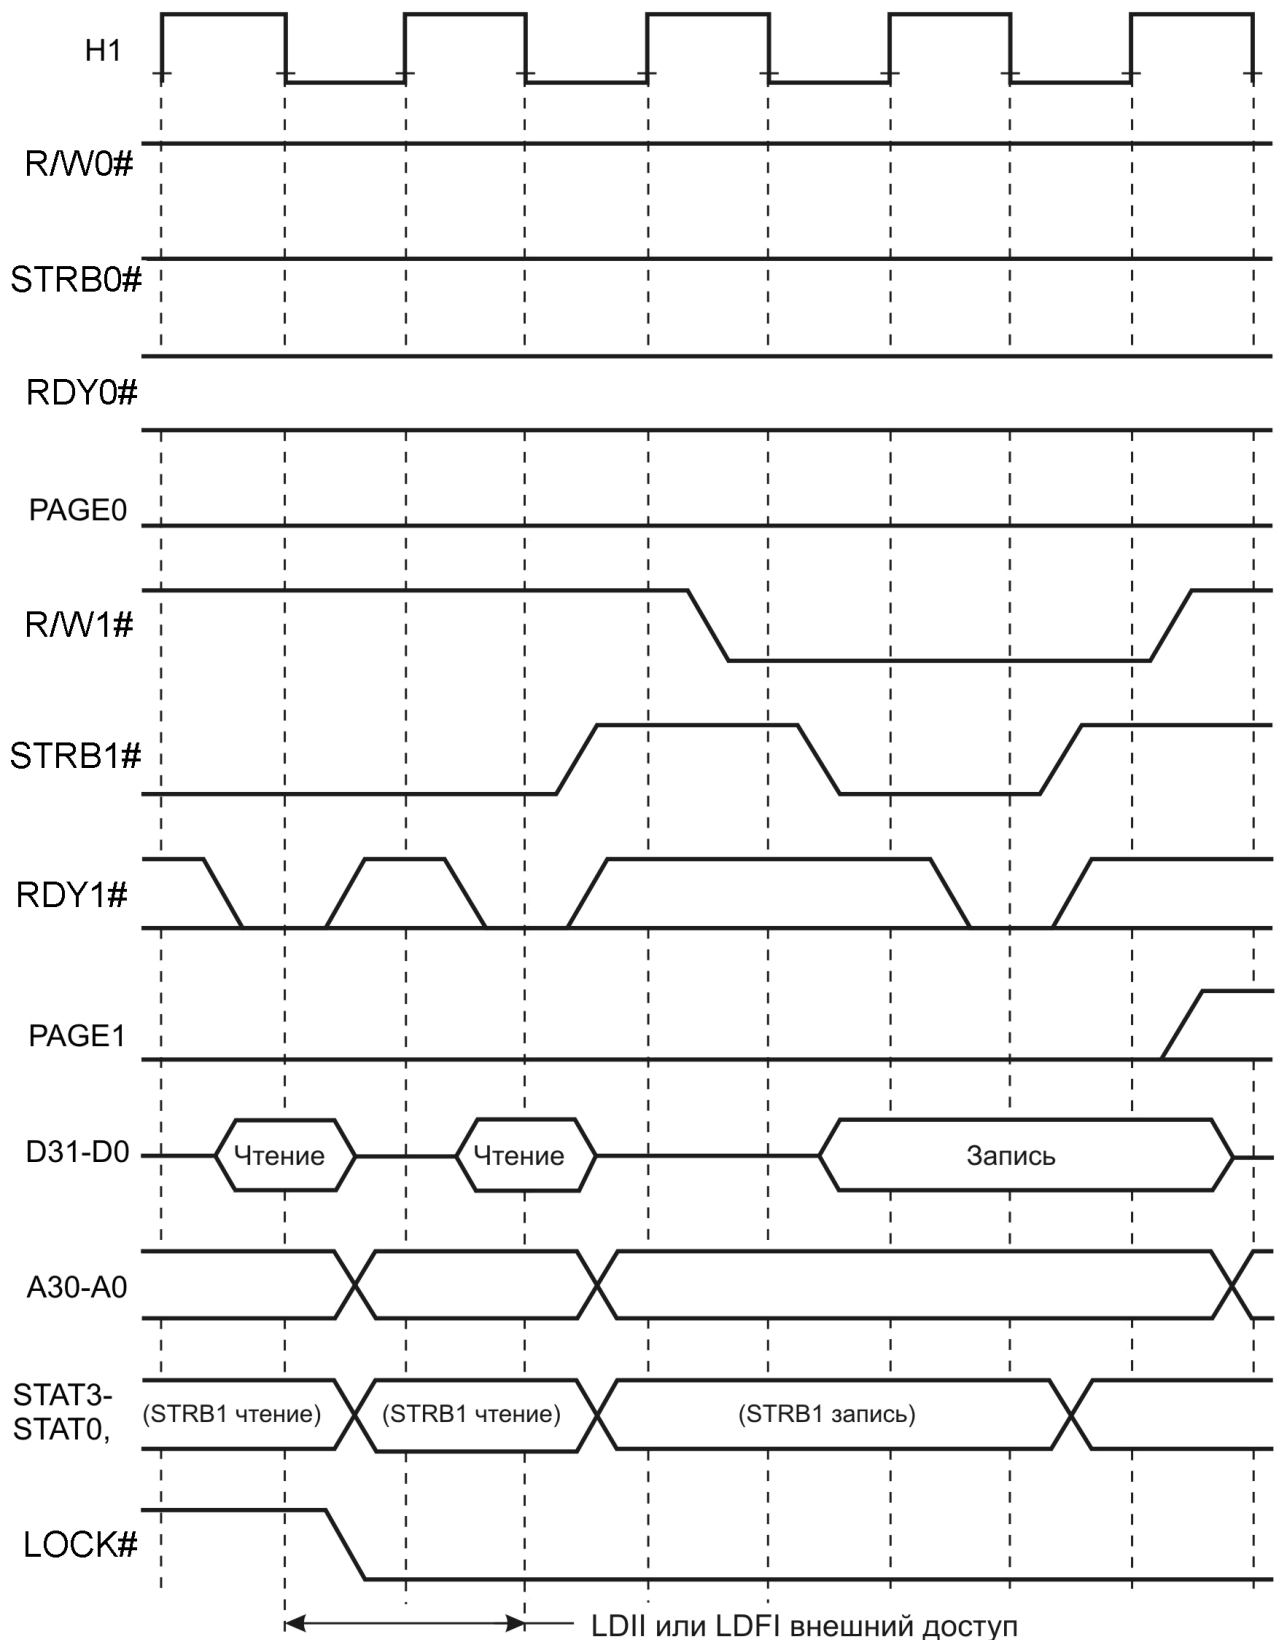 H1
R/W0#
STRB0#
RDY0#
PAGE0
R/W1#
STRB1#
RDY1#
PAGE1
D31-D0
Чтение
Чтение
Запись
A30-A0
STAT3-
STAT0,
(STRB1 чтение)
(STRB1 чтение)
(STRB1 запись)
LOCK#
LDII или LDFI внешний доступ